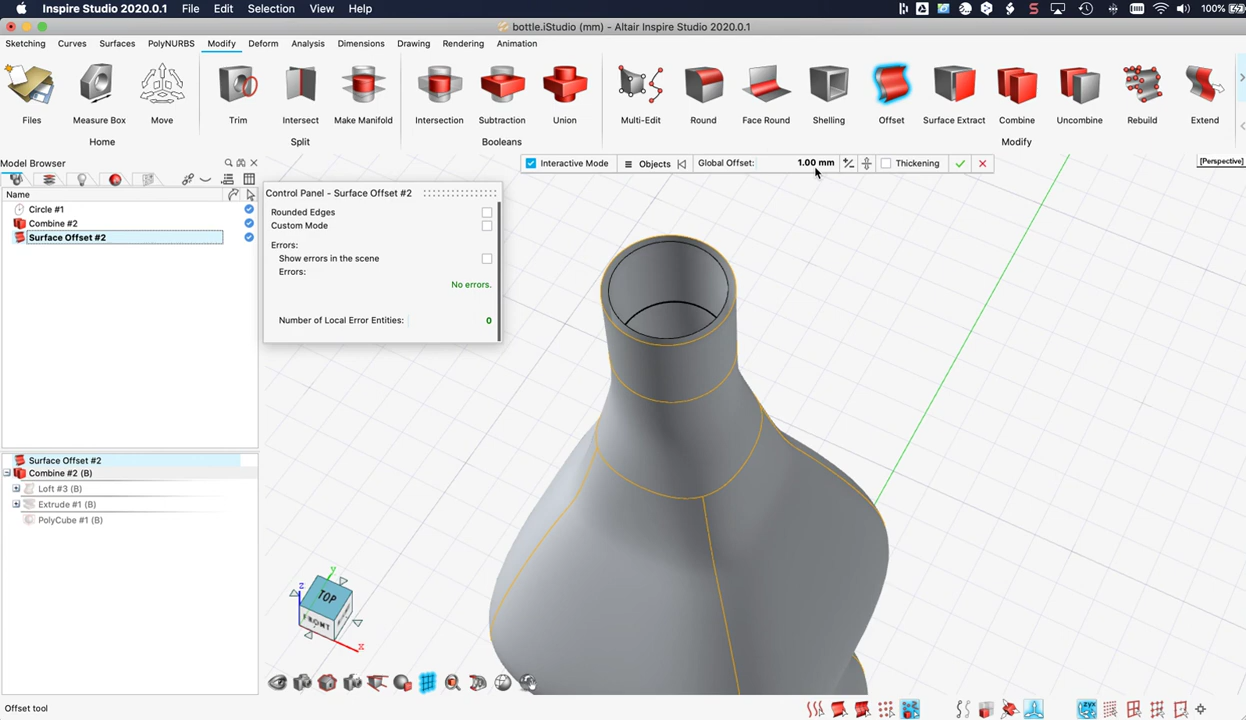 Inspire Studio 2020.0.1 File Edit Selection View Help 100%
bottle.iStudio (mm) - Altair Inspire Studio 2020.0.1
Sketching Curves Surfaces PolyNURBS Modify Deform Analysis Dimensions Drawing Rendering Animation
Files Measure Box Move Trim Intersect Make Manifold Intersection Subtraction Union Multi-Edit Round Face Round Shelling Offset Surface Extract Combine Uncombine Rebuild Extend
Home Split Booleans Modify
Model Browser
Interactive Mode Objects Global Offset: 1.00 mm Thickening
[Perspective]
Name
Circle #1
Combine #2
Surface Offset #2
Control Panel - Surface Offset #2
Rounded Edges
Custom Mode
Errors:
Show errors in the scene
Errors:
No errors.
Number of Local Error Entities: 0
Surface Offset #2
Combine #2 (B)
Loft #3 (B)
Extrude #1 (B)
PolyCube #1 (B)
z y
TOP
FRONT
x
Offset tool